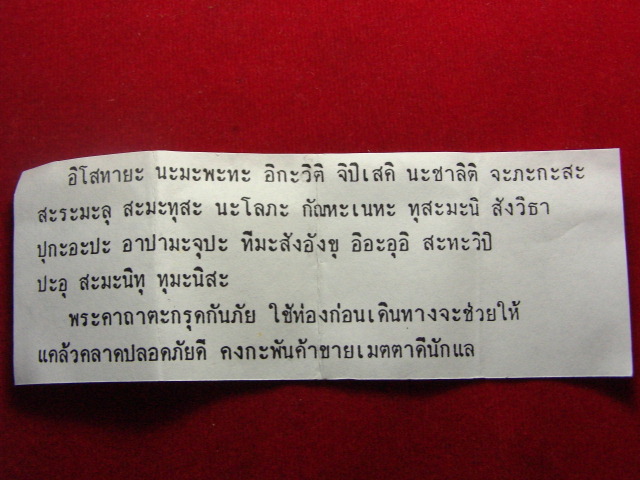 อิโสทายะ นะมะพะทะ อิกะวิติ จิปิเสคิ นะชาลิติ จะภะกะสะ
สะระมะลุ สะมะทุสะ นะโลภะ กัณหะเนหะ ทุสะมะนิ สังวิธา
ปุกะอะปะ อาปามะจุปะ ทีมะสังอังขุ อิอะอุอิ สะทะวิปิ
ปะอุ สะมะนิทุ ทุมะนิสะ
พระคาถาตะกรุดกันภัย ใช้ท่องก่อนเดินทางจะช่วยให้
แคล้วคลาดปลอดภัยดี คงกะพันค้าขายเมตตาดีนักแล